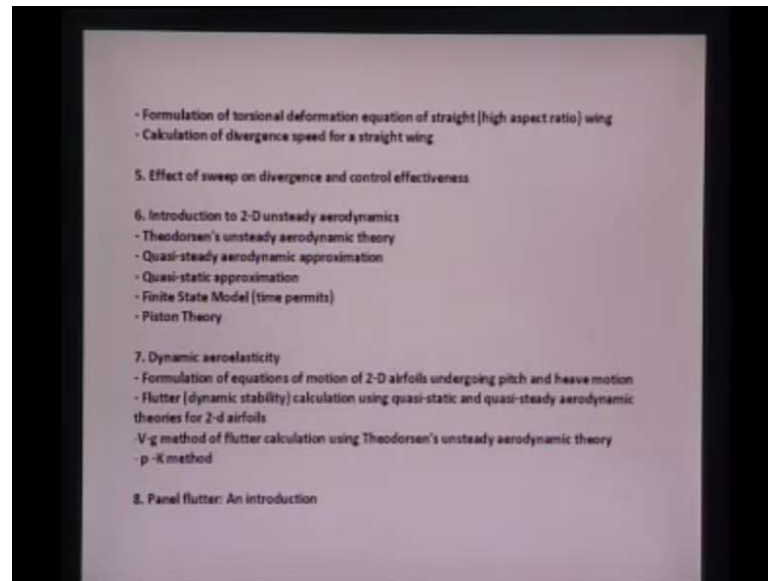 - Formulation of torsional deformation equation of straight (high aspect ratio) wing
- Calculation of divergence speed for a straight wing
5. Effect of sweep on divergence and control effectiveness
6. Introduction to 2-D unsteady aerodynamics
- Theodorsen's unsteady aerodynamic theory
- Quasi-steady aerodynamic approximation
- Quasi-static approximation
- Finite State Model (time permits)
- Piston Theory
7. Dynamic aeroelasticity
- Formulation of equations of motion of 2-D airfoils undergoing pitch and heave motion
- Flutter (dynamic stability) calculation using quasi-static and quasi-steady aerodynamic
theories for 2-d airfoils
-V-g method of flutter calculation using Theodorsen's unsteady aerodynamic theory
- p -K method
8. Panel flutter: An introduction